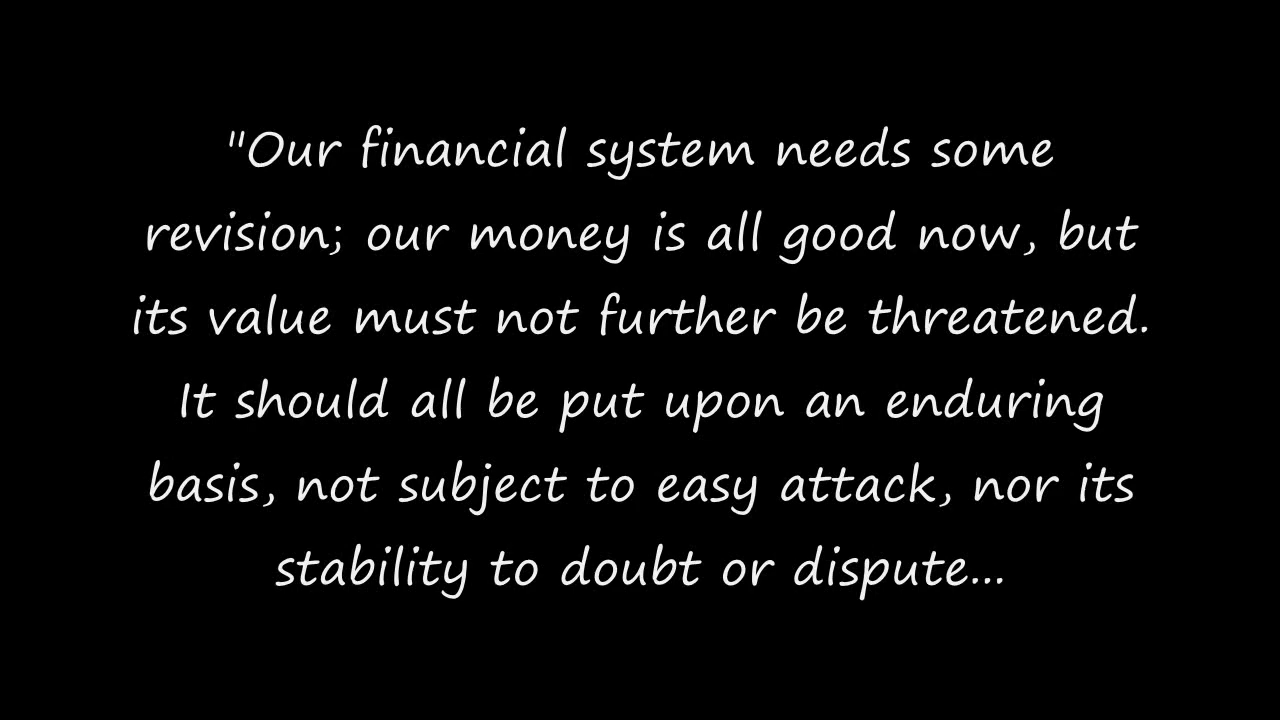 "Our financial system needs some
revision; our money is all good now, but
its value must not further be threatened.
It should all be put upon an enduring
basis, not subject to easy attack, nor its
stability to doubt or dispute...